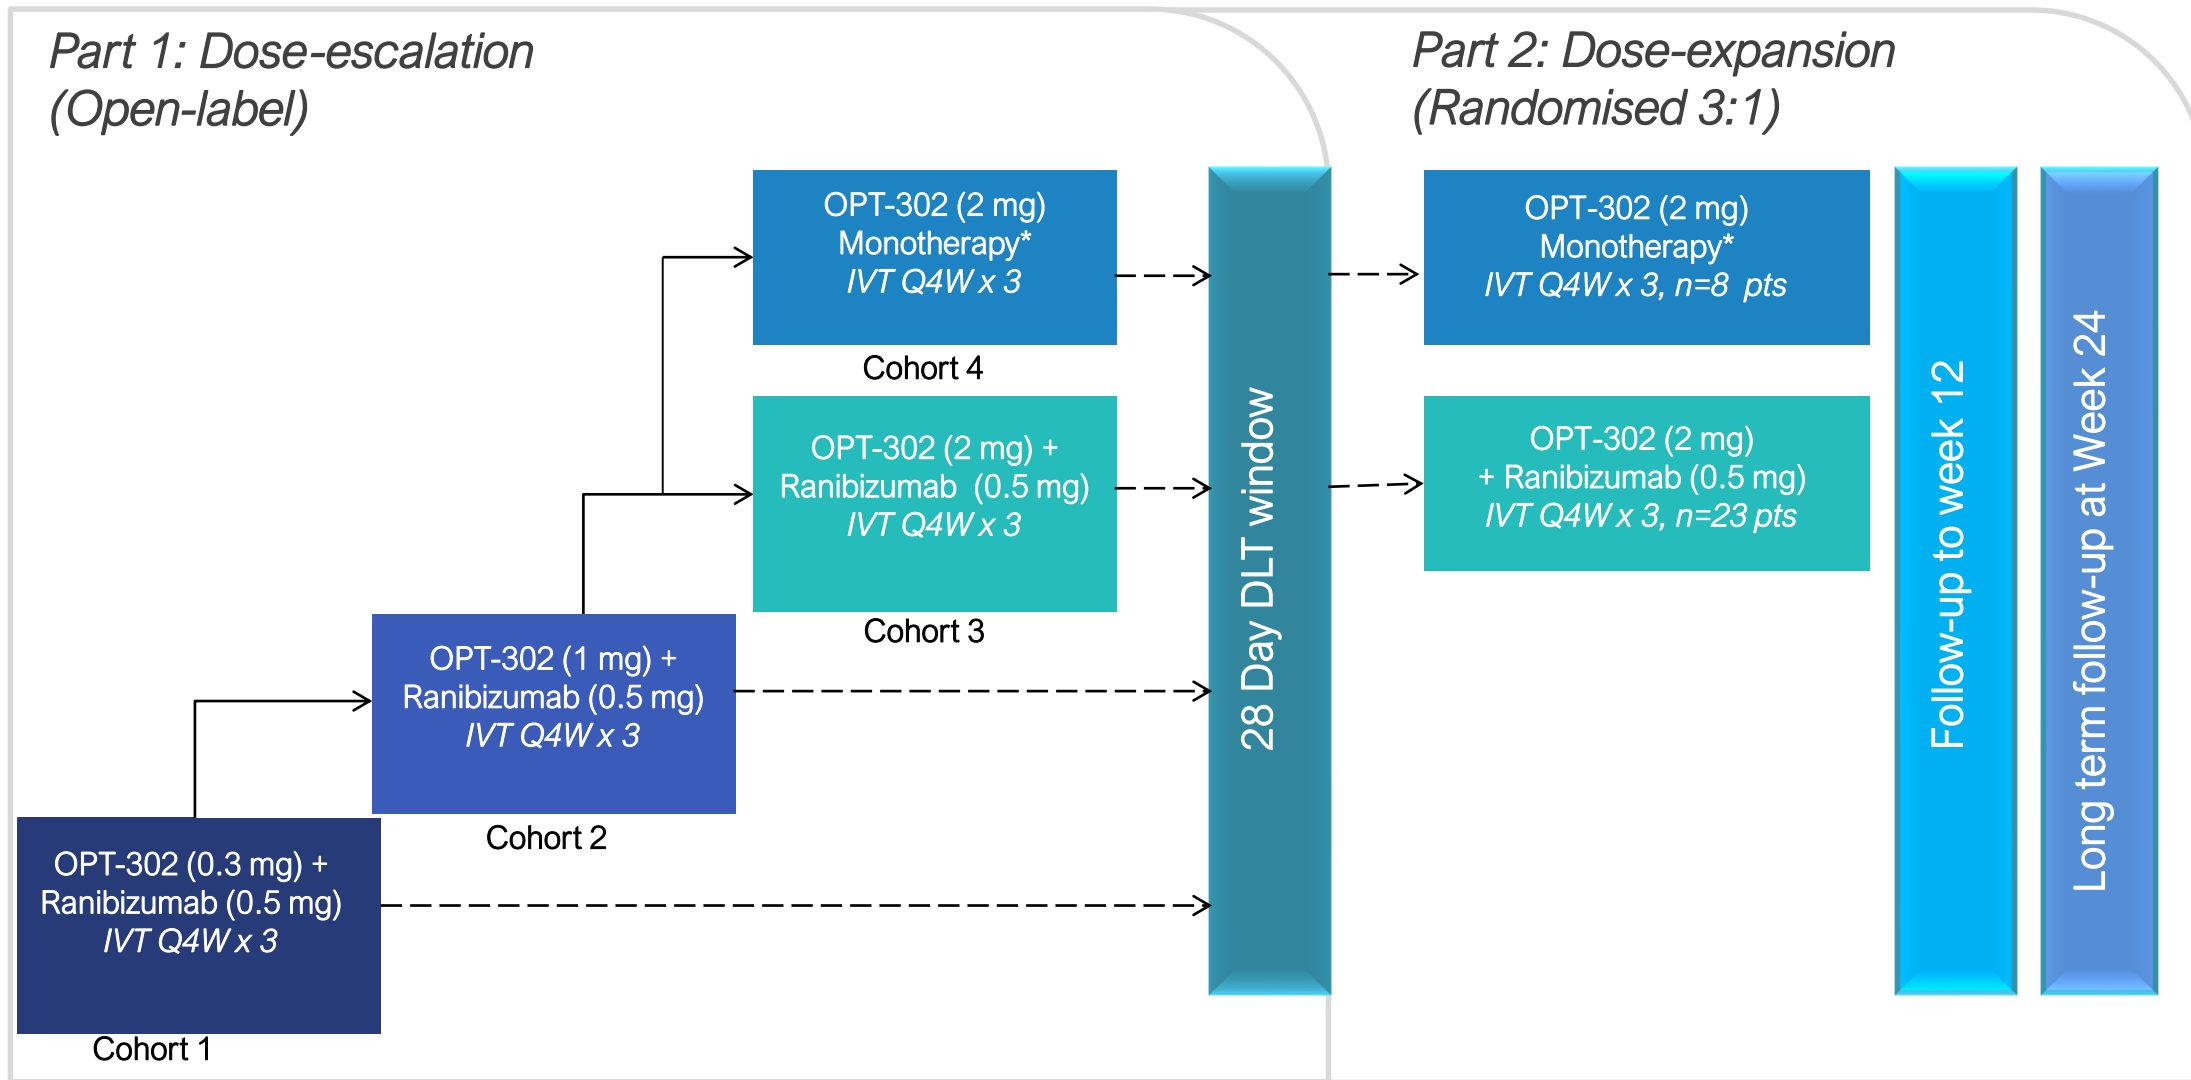 Part 1: Dose-escalation
(Open-label)
Part 2: Dose-expansion
(Randomised 3:1)
OPT-302 (2 mg)
Monotherapy*
IVT Q4W x 3
Cohort 4
OPT-302 (2 mg) +
Ranibizumab (0.5 mg)
IVT Q4W x 3
Cohort 3
OPT-302 (1 mg) +
Ranibizumab (0.5 mg)
IVT Q4W x 3
Cohort 2
OPT-302 (0.3 mg) +
Ranibizumab (0.5 mg)
IVT Q4W x 3
Cohort 1
28 Day DLT window
OPT-302 (2 mg)
Monotherapy*
IVT Q4W x 3, n=8 pts
OPT-302 (2 mg)
+ Ranibizumab (0.5 mg)
IVT Q4W x 3, n=23 pts
Follow-up to week 12
Long term follow-up at Week 24